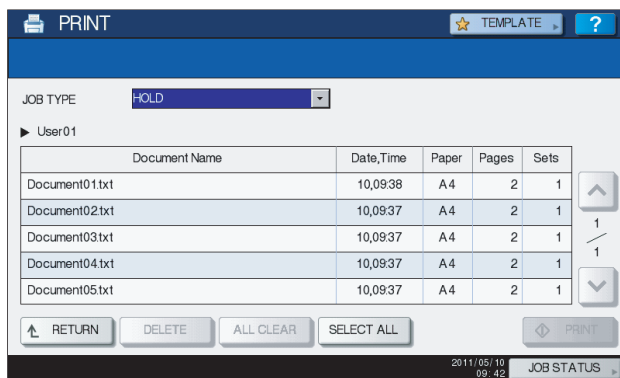 PRINT TEMPLATE ?
JOB TYPE HOLD
User01
Document Name Date,Time Paper Pages Sets
Document01.txt 10,09:38 A4 2 1
Document02.txt 10,09:37 A4 2 1
Document03.txt 10,09:37 A4 2 1
Document04.txt 10,09:37 A4 2 1
Document05.txt 10,09:37 A4 2 1
1
1
RETURN DELETE ALL CLEAR SELECT ALL PRINT
2011/05/10
09:42 JOB STATUS